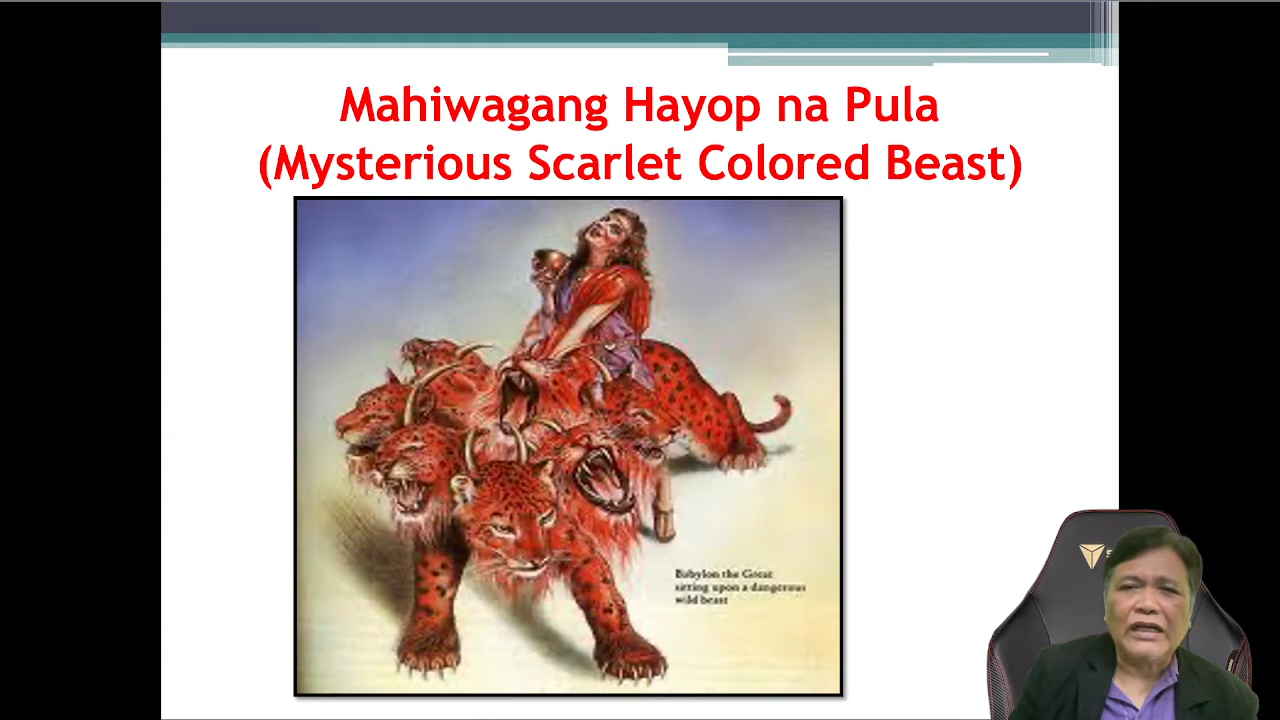 Mahiwagang Hayop na Pula
(Mysterious Scarlet Colored Beast)
Babylon the Great
sitting upon a dangerous
wild beast